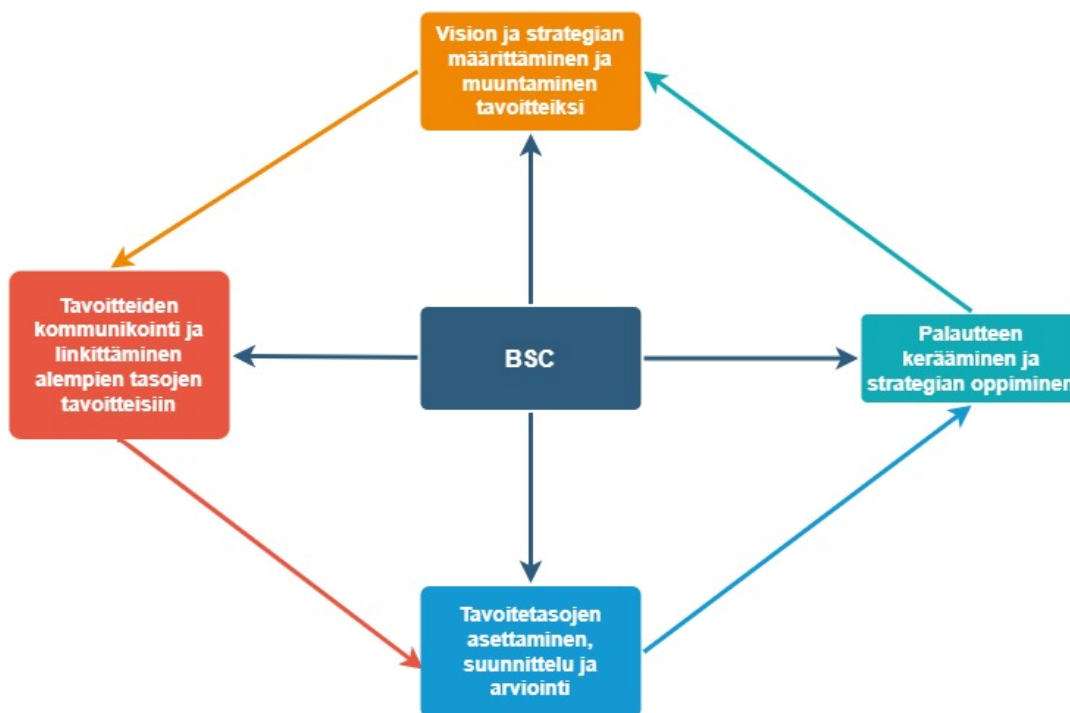 Vision ja strategian
määrittäminen ja
muuntaminen
tavoitteiksi
Tavoitteiden
kommunikointi ja
linkittäminen
alempien tasojen
tavoitteisiin
BSC
Palautteen
kerääminen ja
strategian oppiminen
Tavoitetasojen
asettaminen,
suunnittelu ja
arviointi